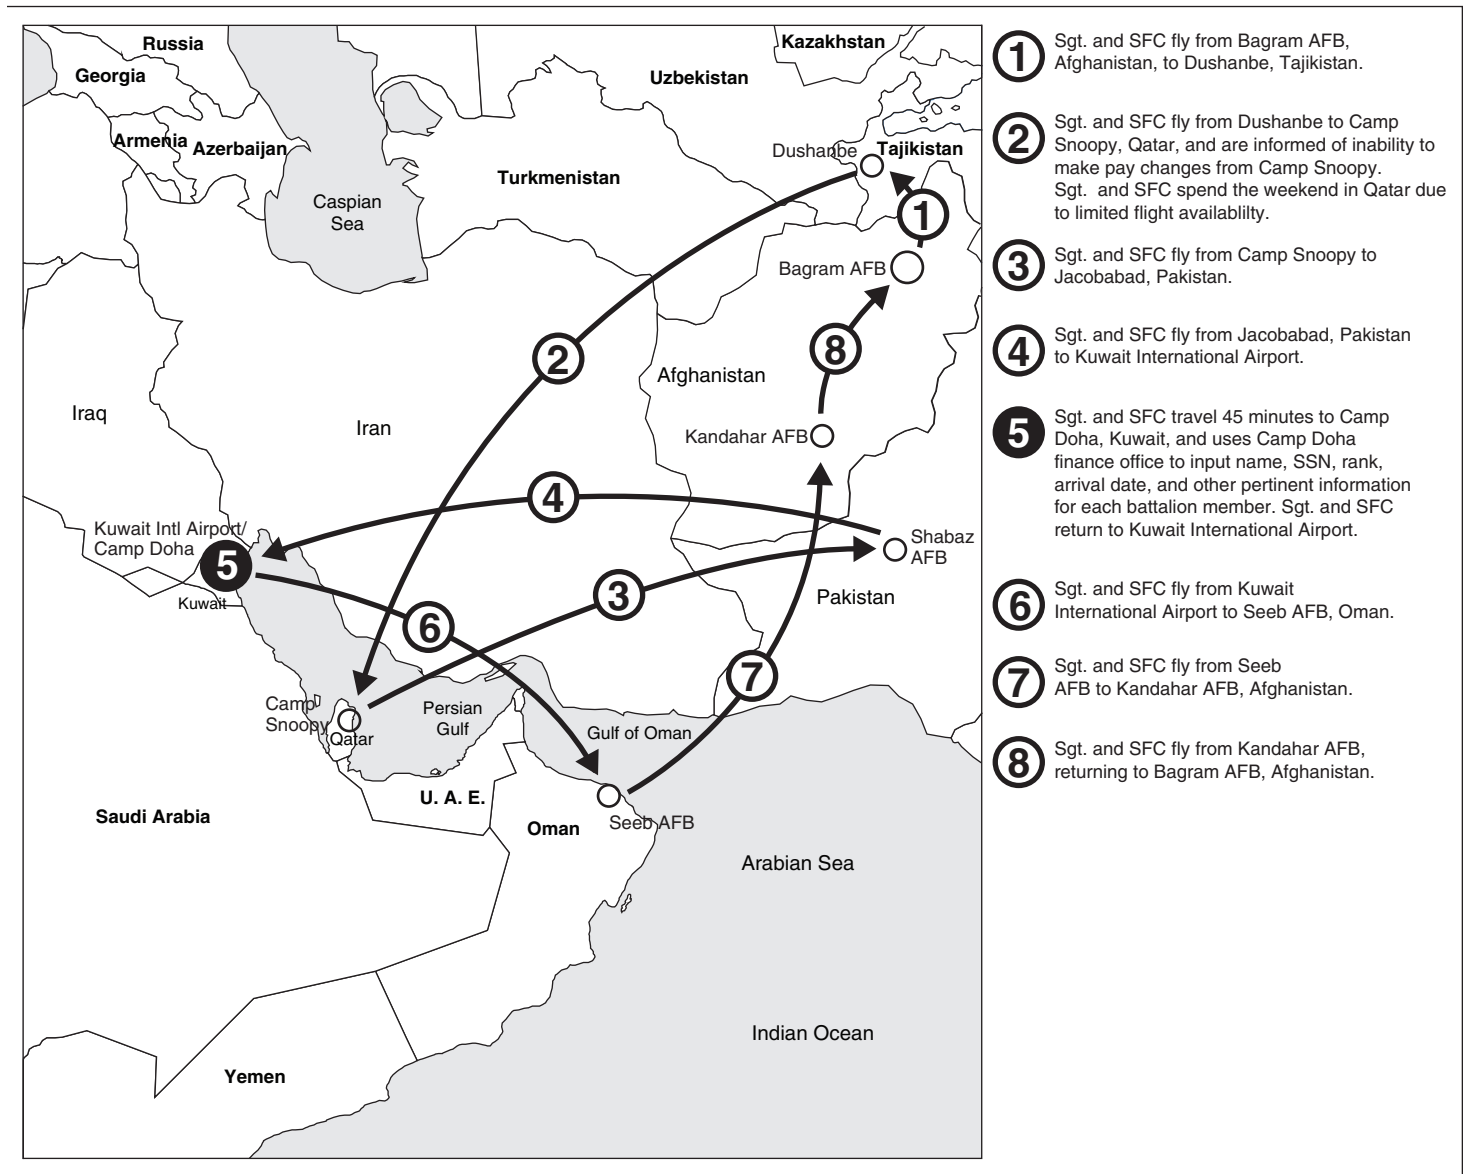 Russia
Georgia
Armenia
Azerbaijan
Caspian
Sea
Turkmenistan
Uzbekistan
Kazakhstan
Dushanbe
Tajikistan
1
Bagram AFB
8
2
Afghanistan
Kandahar AFB
Iraq
Iran
4
Kuwait Intl Airport/
Camp Doha
5
Kuwait
Shabaz
AFB
3
Pakistan
6
7
Camp
Snoopy
Qatar
Persian
Gulf
Gulf of Oman
U. A. E.
Seeb AFB
Oman
Saudi Arabia
Arabian Sea
Indian Ocean
Yemen
1
Sgt. and SFC fly from Bagram AFB,
Afghanistan, to Dushanbe, Tajikistan.
2
Sgt. and SFC fly from Dushanbe to Camp
Snoopy, Qatar, and are informed of inability to
make pay changes from Camp Snoopy.
Sgt. and SFC spend the weekend in Qatar due
to limited flight availablilty.
3
Sgt. and SFC fly from Camp Snoopy to
Jacobabad, Pakistan.
4
Sgt. and SFC fly from Jacobabad, Pakistan
to Kuwait International Airport.
5
Sgt. and SFC travel 45 minutes to Camp
Doha, Kuwait, and uses Camp Doha
finance office to input name, SSN, rank,
arrival date, and other pertinent information
for each battalion member. Sgt. and SFC
return to Kuwait International Airport.
6
Sgt. and SFC fly from Kuwait
International Airport to Seeb AFB, Oman.
7
Sgt. and SFC fly from Seeb
AFB to Kandahar AFB, Afghanistan.
8
Sgt. and SFC fly from Kandahar AFB,
returning to Bagram AFB, Afghanistan.